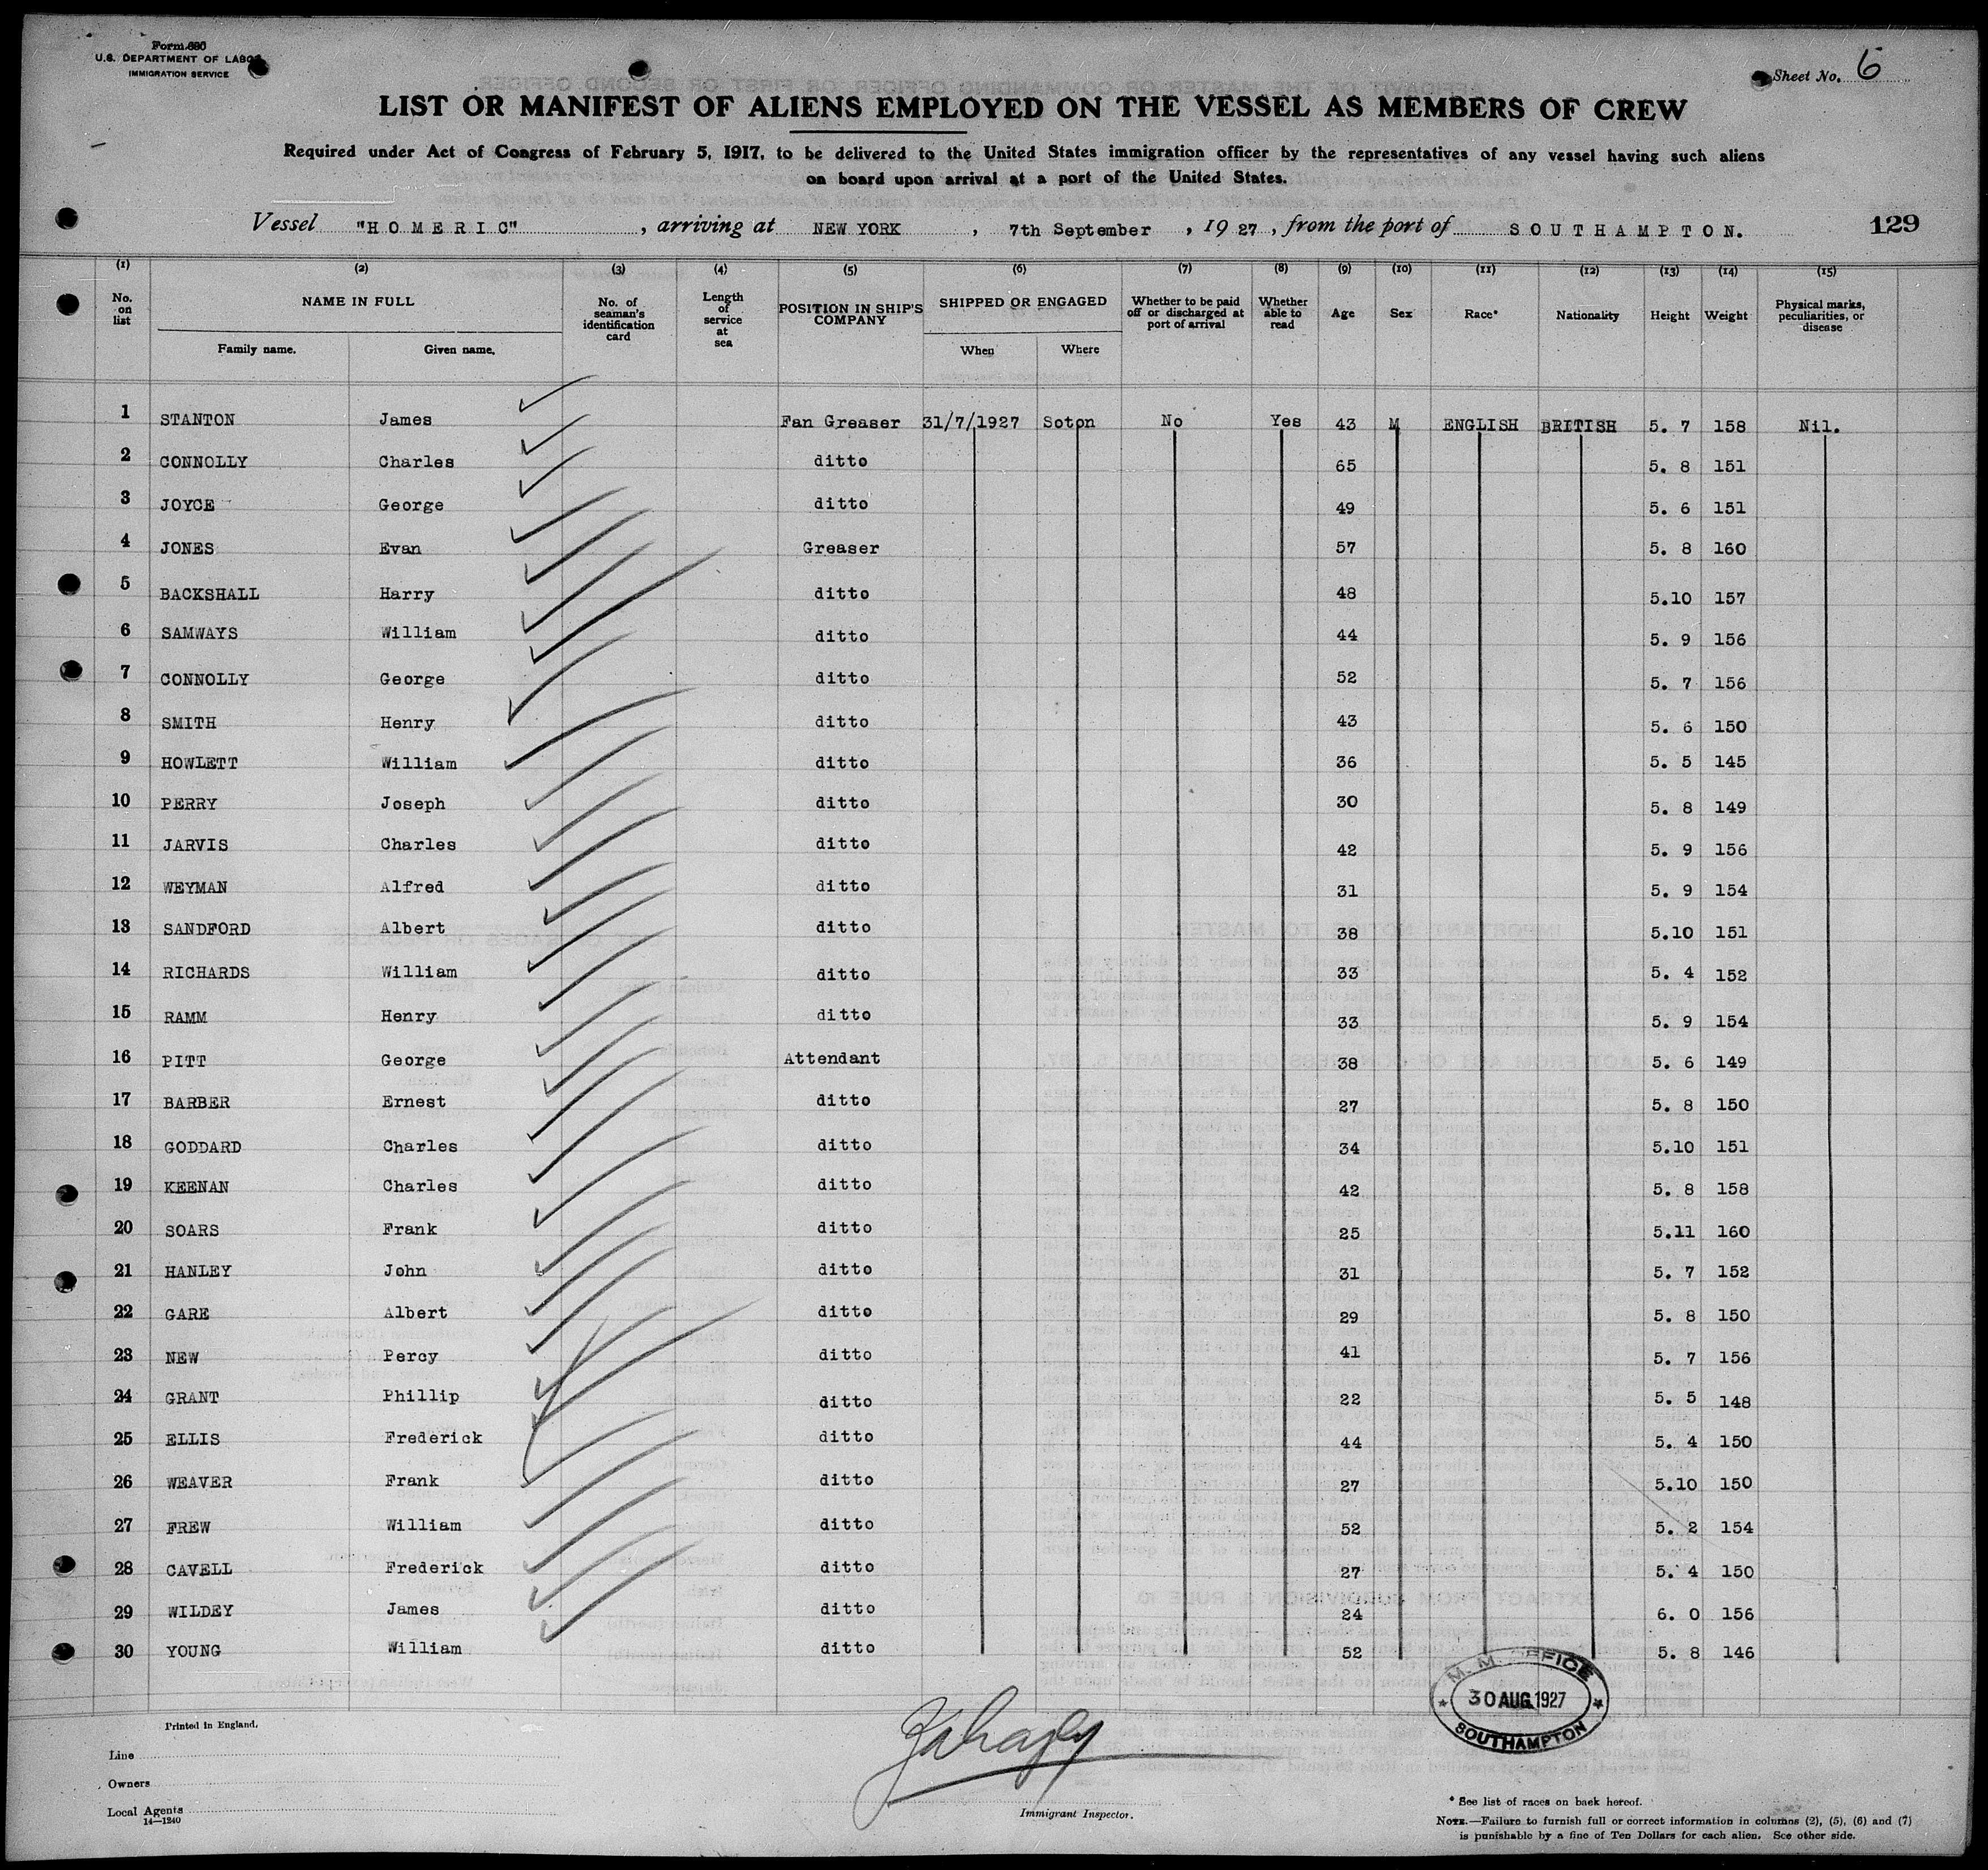 Form 680
U.S. DEPARTMENT OF LABOR
IMMIGRATION SERVICE
Sheet No. 6
LIST OR MANIFEST OF ALIENS EMPLOYED ON THE VESSEL AS MEMBERS OF CREW
Required under Act of Congress of February 5, 1917, to be delivered to the United States immigration officer by the representatives of any vessel having such aliens
on board upon arrival at a port of the United States.
Vessel "HOMERIC", arriving at NEW YORK, 7th September, 1927, from the port of SOUTHAMPTON. 129
(1) (2) (3) (4) (5) (6) (7) (8) (9) (10) (11) (12) (13) (14) (15)
No. on list NAME IN FULL No. of seaman's identification card Length of service at sea POSITION IN SHIP'S COMPANY SHIPPED OR ENGAGED Whether to be paid off or discharged at port of arrival Whether able to read Age Sex Race* Nationality Height Weight Physical marks, peculiarities, or disease
Family name. Given name. When Where
1 STANTON James Fan Greaser 31/7/1927 Soton No Yes 43 M ENGLISH BRITISH 5. 7 158 Nil.
2 CONNOLLY Charles ditto 65 5. 8 151
3 JOYCE George ditto 49 5. 6 151
4 JONES Evan Greaser 57 5. 8 160
5 BACKSHALL Harry ditto 48 5.10 157
6 SAMWAYS William ditto 44 5. 9 156
7 CONNOLLY George ditto 52 5. 7 156
8 SMITH Henry ditto 43 5. 6 150
9 HOWLETT William ditto 36 5. 5 145
10 PERRY Joseph ditto 30 5. 8 149
11 JARVIS Charles ditto 42 5. 9 156
12 WEYMAN Alfred ditto 31 5. 9 154
13 SANDFORD Albert ditto 38 5.10 151
14 RICHARDS William ditto 33 5. 4 152
15 RAMM Henry ditto 33 5. 9 154
16 PITT George Attendant 38 5. 6 149
17 BARBER Ernest ditto 27 5. 8 150
18 GODDARD Charles ditto 34 5.10 151
19 KEENAN Charles ditto 42 5. 8 158
20 SOARS Frank ditto 25 5.11 160
21 HANLEY John ditto 31 5. 7 152
22 GARE Albert ditto 29 5. 8 150
23 NEW Percy ditto 41 5. 7 156
24 GRANT Phillip ditto 22 5. 5 148
25 ELLIS Frederick ditto 44 5. 4 150
26 WEAVER Frank ditto 27 5.10 150
27 FREW William ditto 52 5. 2 154
28 CAVELL Frederick ditto 27 5. 4 150
29 WILDEY James ditto 24 6. 0 156
30 YOUNG William ditto 52 5. 8 146
M. M. OFFICE
30 AUG 1927
SOUTHAMPTON
Printed in England.
Line
Owners
Local Agents
14—1240
Immigrant Inspector.
* See list of races on back hereof.
NOTE.—Failure to furnish full or correct information in columns (2), (5), (6) and (7)
is punishable by a fine of Ten Dollars for each alien. See other side.